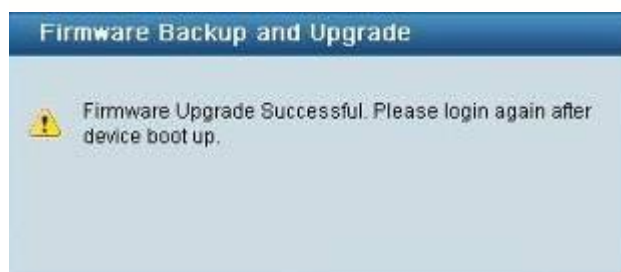 Firmware Backup and Upgrade
Firmware Upgrade Successful. Please login again after
device boot up.